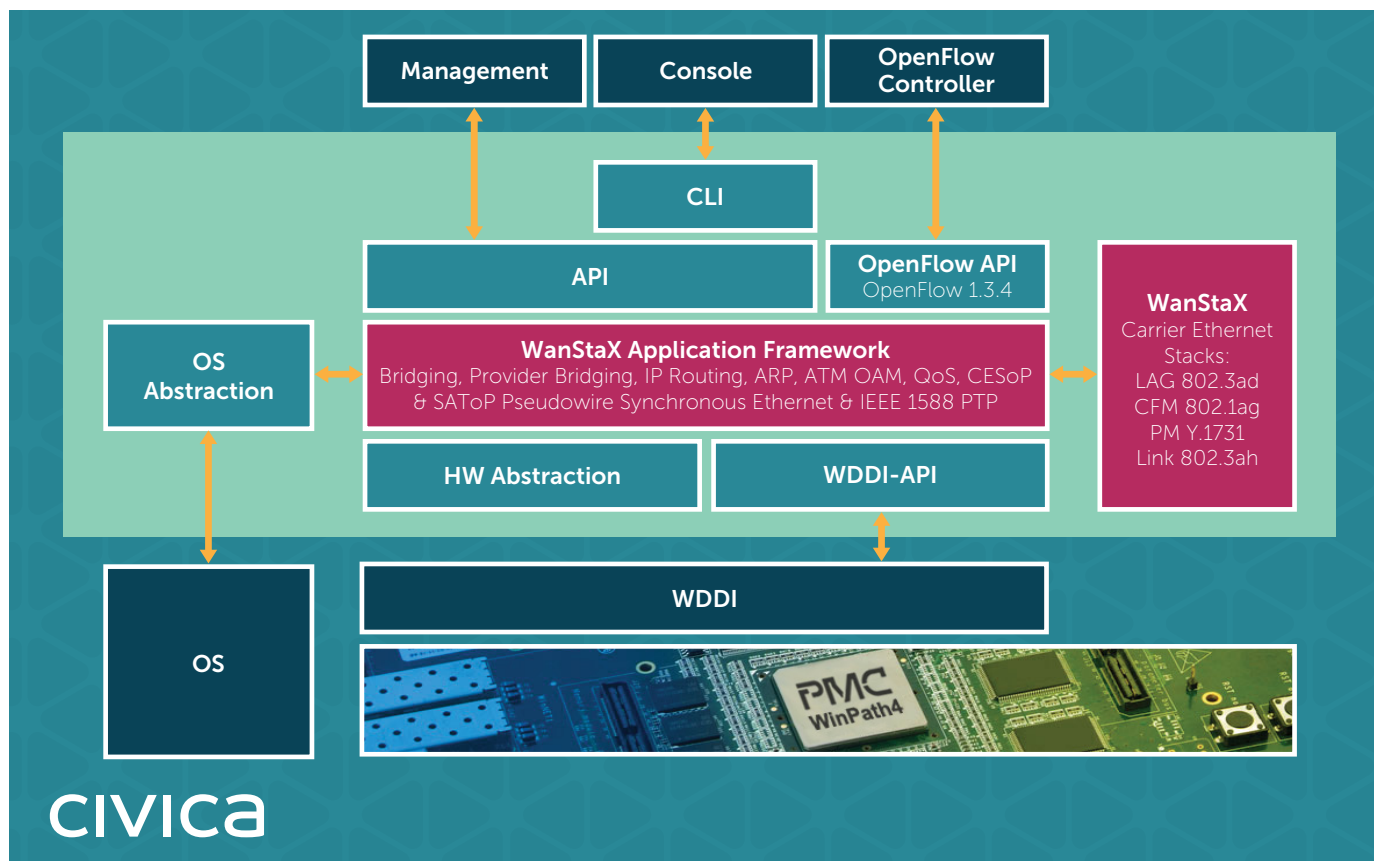 Management
Console
OpenFlow
Controller
CLI
API
OpenFlow API
OpenFlow 1.3.4
WanStaX
Carrier Ethernet
Stacks:
LAG 802.3ad
CFM 802.1ag
PM Y.1731
Link 802.3ah
OS
Abstraction
WanStaX Application Framework
Bridging, Provider Bridging, IP Routing, ARP, ATM OAM, QoS, CESoP
& SAToP Pseudowire Synchronous Ethernet & IEEE 1588 PTP
HW Abstraction
WDDI-API
WDDI
OS
PMC
WinPath4
CIVICA